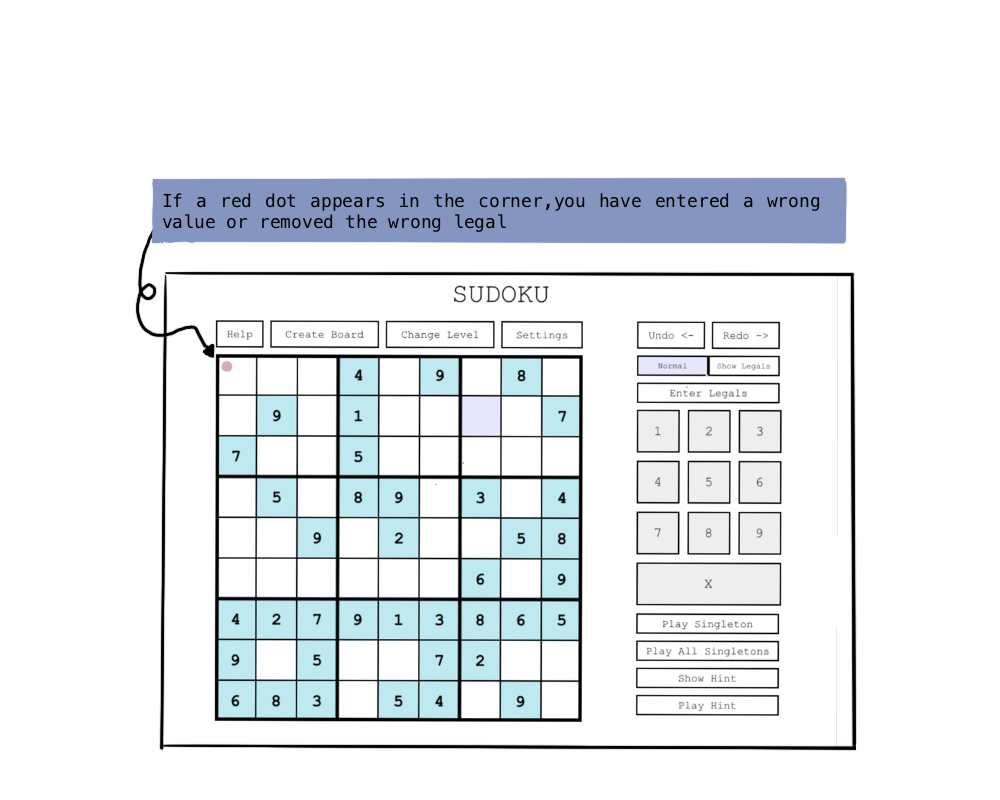 If a red dot appears in the corner,you have entered a wrong
value or removed the wrong legal
SUDOKU
Help Create Board Change Level Settings Undo <- Redo ->
Normal Show Legals
Enter Legals
4 9 8
9 1 7
7 5
5 8 9 3 4
9 2 5 8
6 9
4 2 7 9 1 3 8 6 5
9 5 7 2
6 8 3 5 4 9
1 2 3
4 5 6
7 8 9
X
Play Singleton
Play All Singletons
Show Hint
Play Hint